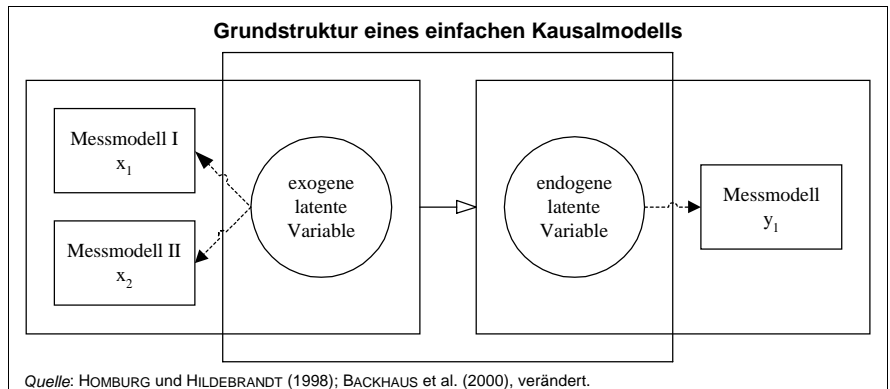 Grundstruktur eines einfachen Kausalmodells
Messmodell I
x₁
Messmodell II
x₂
exogene
latente
Variable
endogene
latente
Variable
Messmodell
y₁
Quelle: HOMBURG und HILDEBRANDT (1998); BACKHAUS et al. (2000), verändert.